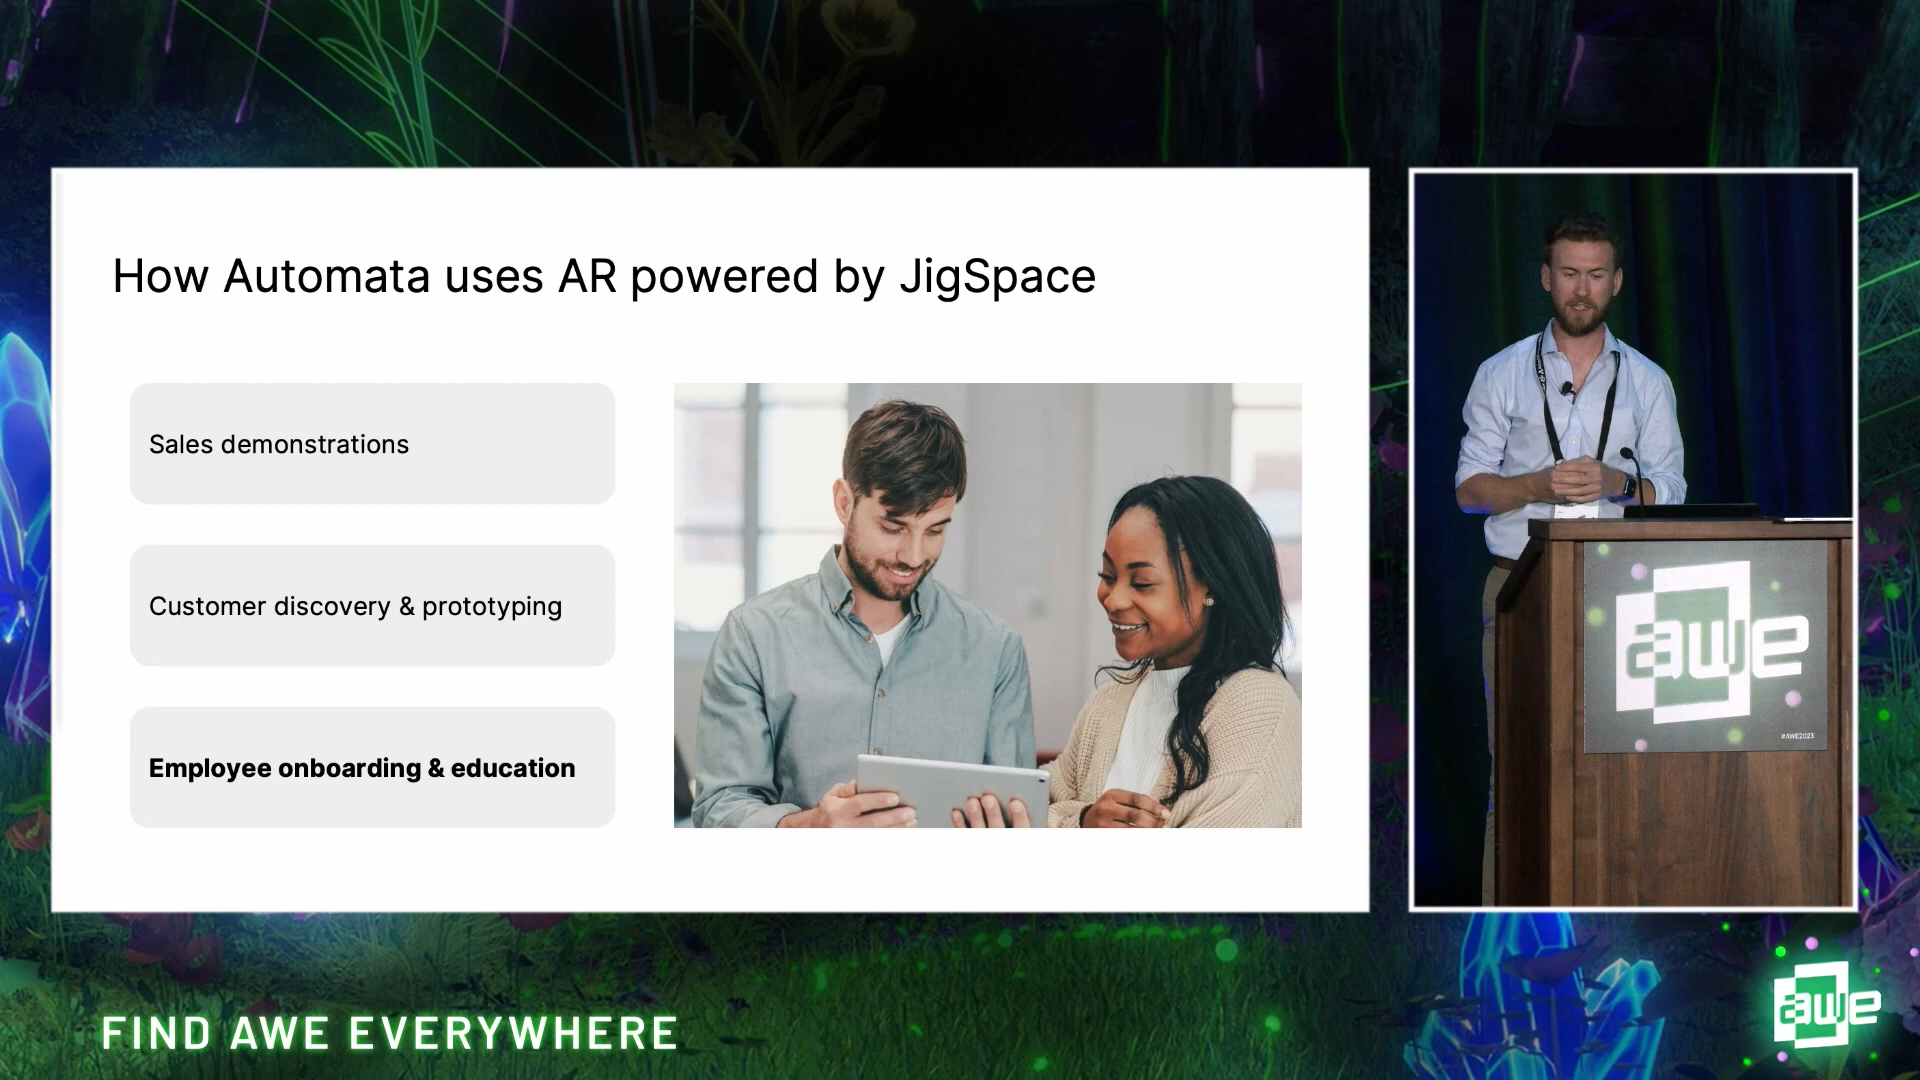 How Automata uses AR powered by JigSpace
Sales demonstrations
Customer discovery & prototyping
Employee onboarding & education
awe
#AWE2023
FIND AWE EVERYWHERE
awe